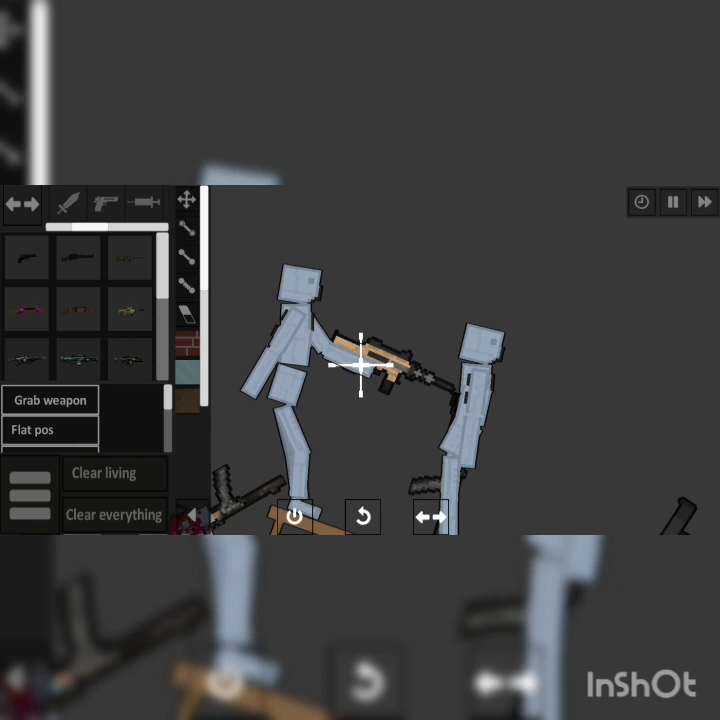 Grab weapon
Flat pos
Clear living
Clear everything
InShOt